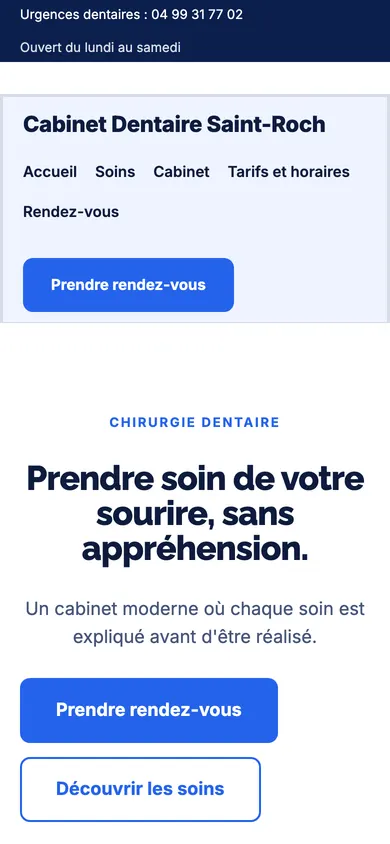 Urgences dentaires : 04 99 31 77 02
Ouvert du lundi au samedi
Cabinet Dentaire Saint-Roch
Accueil Soins Cabinet Tarifs et horaires
Rendez-vous
Prendre rendez-vous
CHIRURGIE DENTAIRE
Prendre soin de votre
sourire, sans
appréhension.
Un cabinet moderne où chaque soin est
expliqué avant d'être réalisé.
Prendre rendez-vous
Découvrir les soins